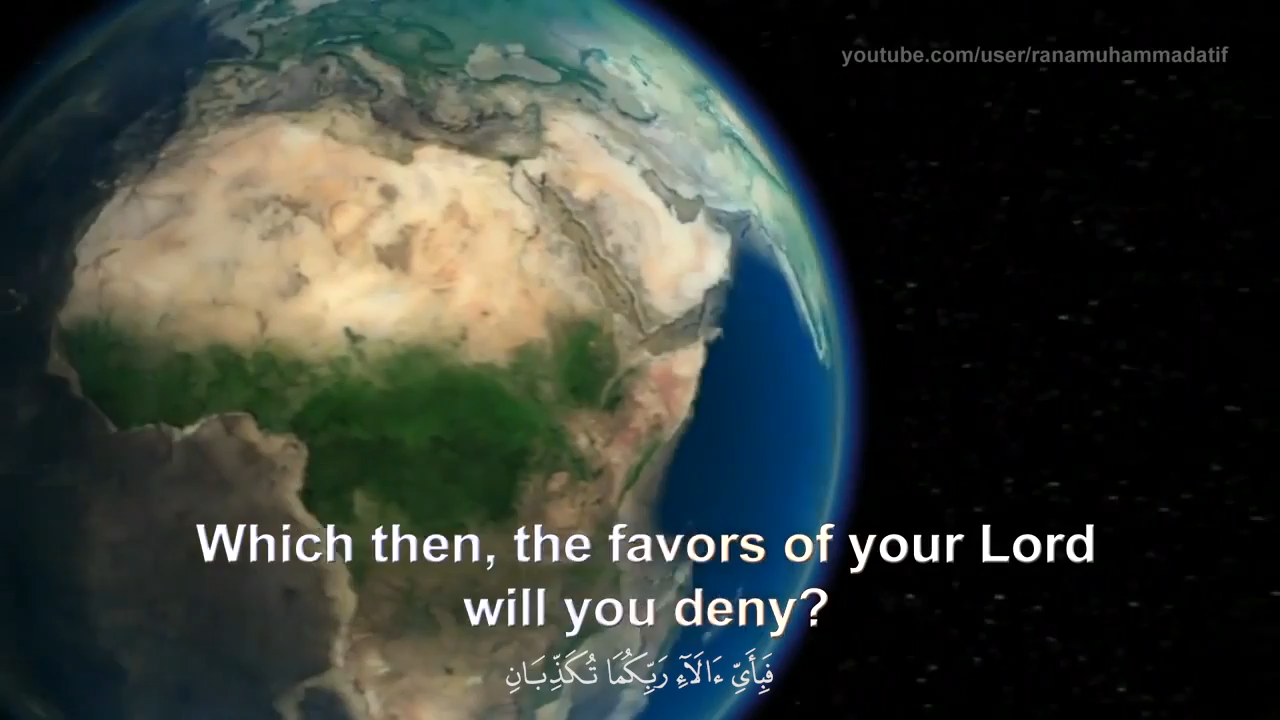 youtube.com/user/ranamuhammadatif
Which then, the favors of your Lord
will you deny?
فَبِأَيِّ ءَالَآءِ رَبِّكُمَا تُكَذِّبَانِ